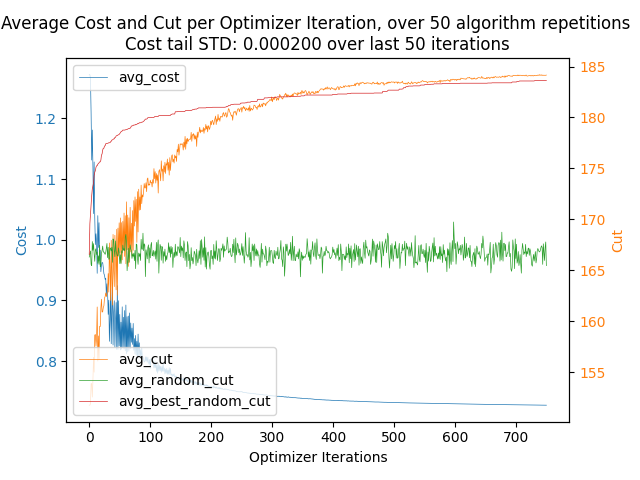 Average Cost and Cut per Optimizer Iteration, over 50 algorithm repetitions
Cost tail STD: 0.000200 over last 50 iterations
avg_cost
avg_cut
avg_random_cut
avg_best_random_cut
Cost
1.2
1.1
1.0
0.9
0.8
Cut
185
180
175
170
165
160
155
0 100 200 300 400 500 600 700
Optimizer Iterations